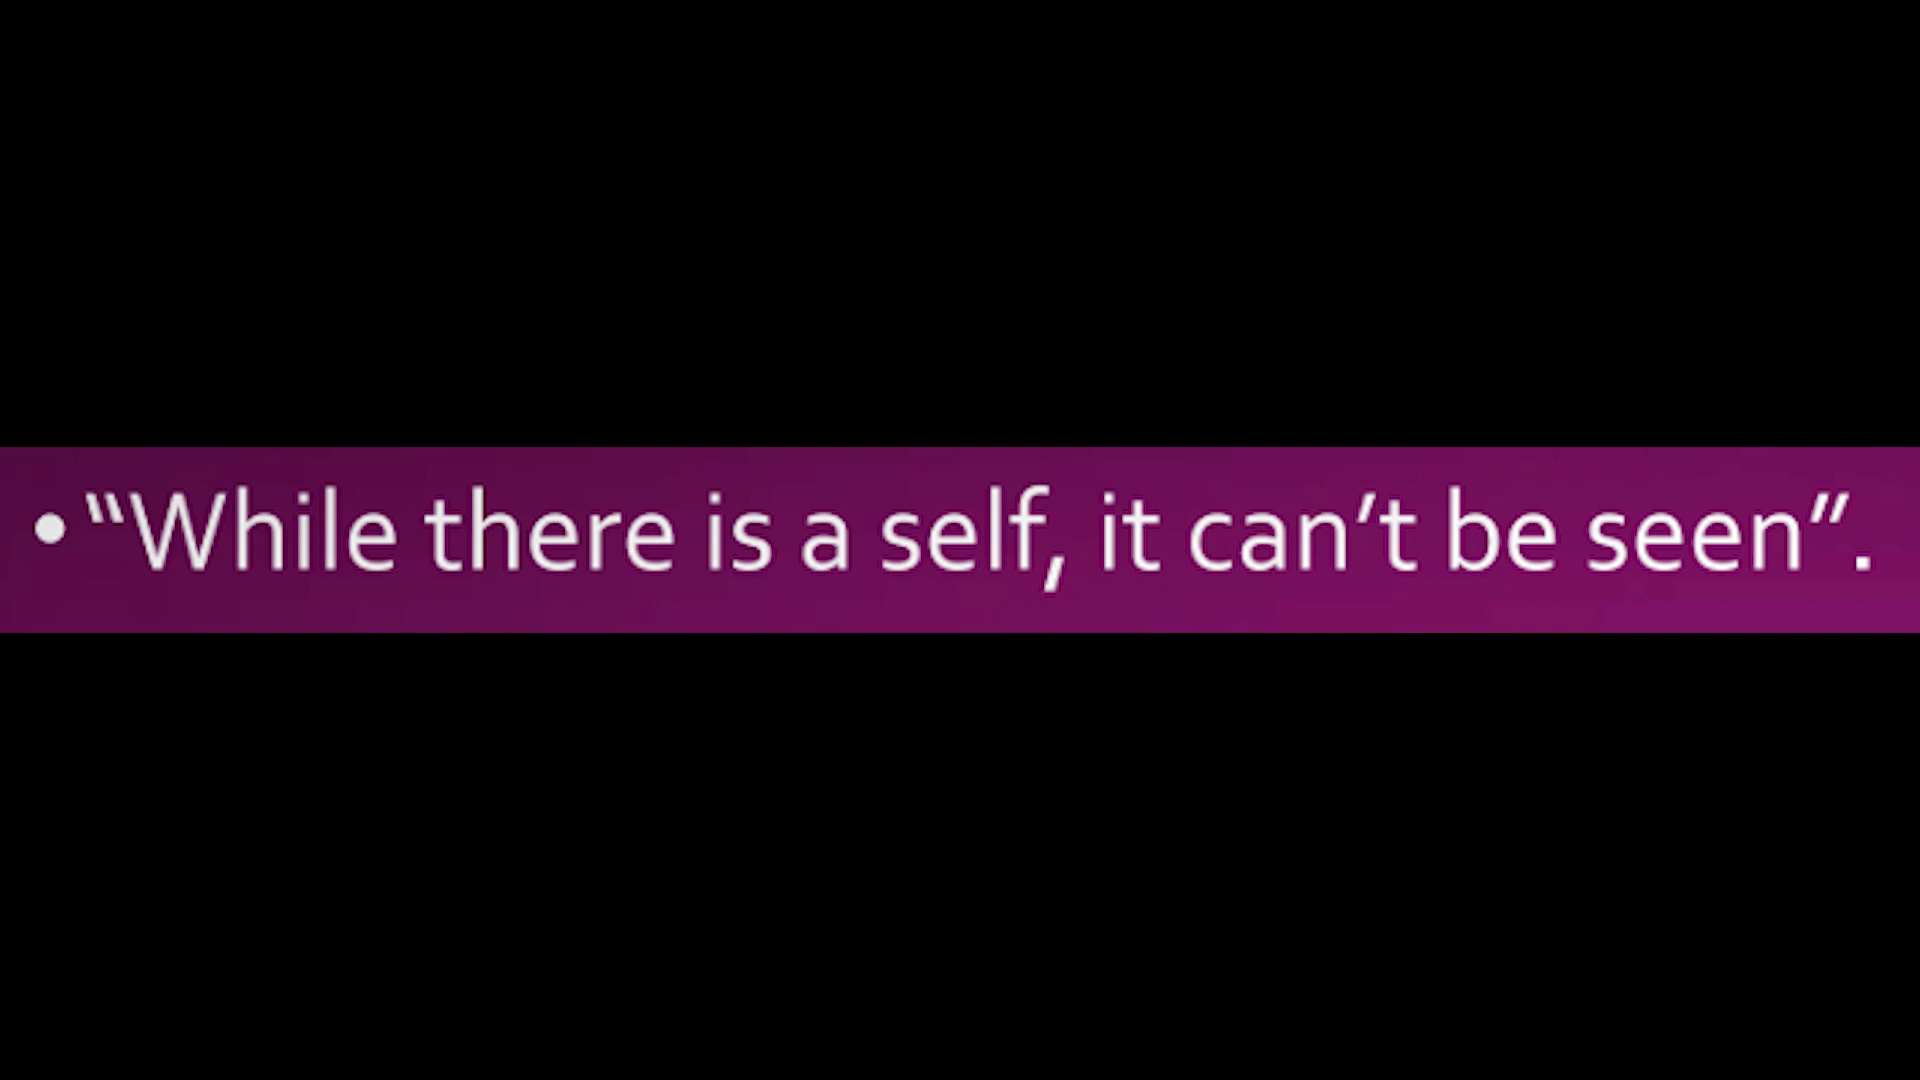 •“While there is a self, it can’t be seen”.